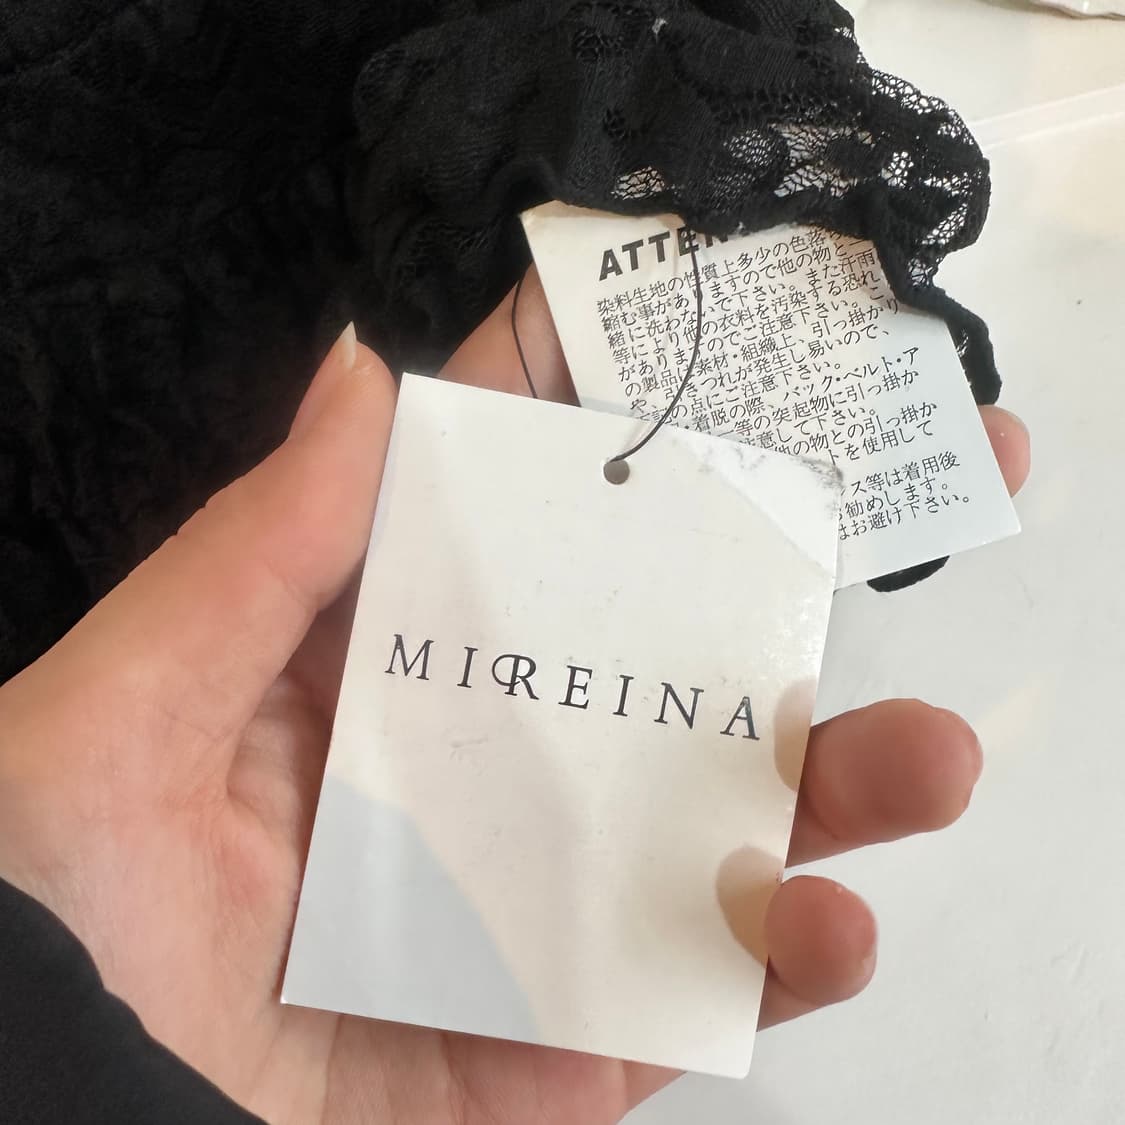 ATTEN
染料生地の性質上多少の色落
縮む事があ ますので他の物と
緒に洗わな で下さい。また汗雨
等により他の衣料を汚染する恐れ
がありま のでご注意下さい。こ
の製品は素材・組織上、引っ掛かり
や、引きつれが発生し易いので、
の点にご注意下さい。
・着脱の際、バック・ベルト・ア
等の突起物に引っ掛か
注意して下さい。
他の物との引っ掛か
トを使用して
ス等は着用後
お勧めします。
はお避け下さい。
MIREINA